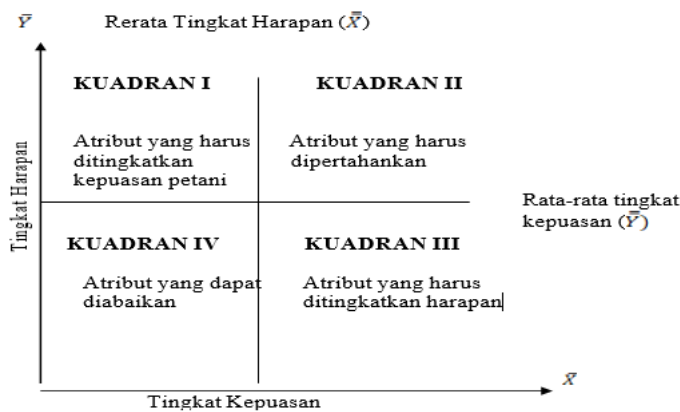 Ȳ
Rerata Tingkat Harapan (X̿)
KUADRAN I
KUADRAN II
Atribut yang harus
ditingkatkan
kepuasan petani
Atribut yang harus
dipertahankan
Tingkat Harapan
Rata-rata tingkat
kepuasan (Y̿)
KUADRAN IV
KUADRAN III
Atribut yang dapat
diabaikan
Atribut yang harus
ditingkatkan harapan
X̄
Tingkat Kepuasan